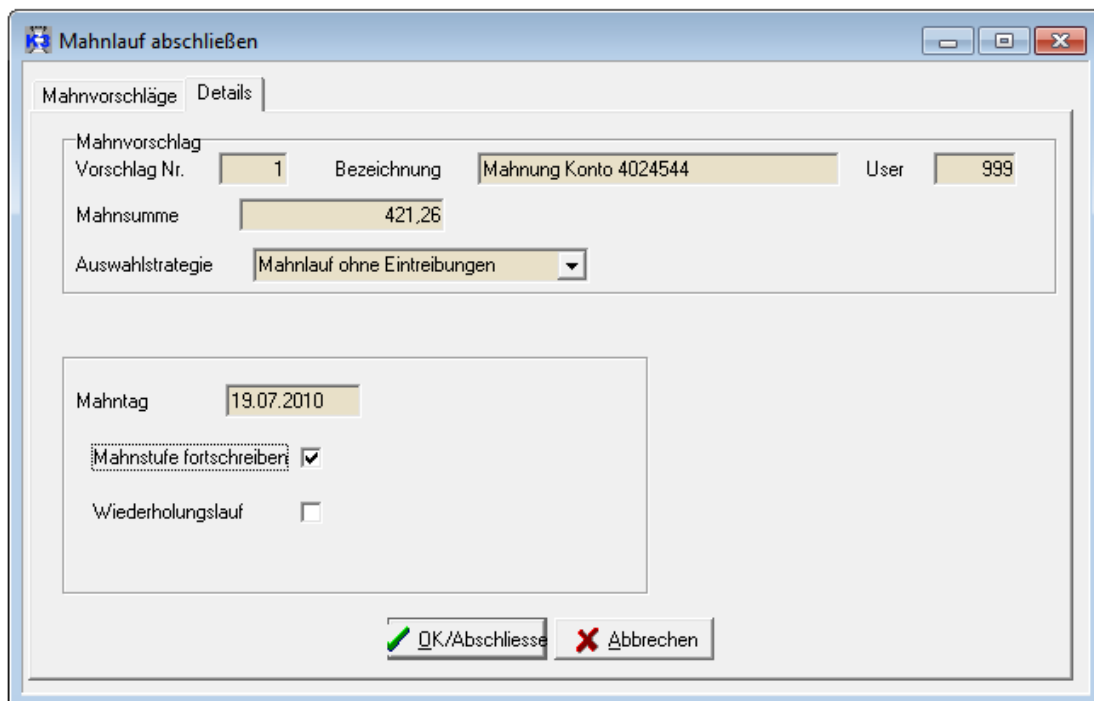 K3 Mahnlauf abschließen
Mahnvorschläge Details
Mahnvorschlag
Vorschlag Nr. 1 Bezeichnung Mahnung Konto 4024544 User 999
Mahnsumme 421,26
Auswahlstrategie Mahnlauf ohne Eintreibungen
Mahntag 19.07.2010
Mahnstufe fortschreiben
Wiederholungslauf
OK/Abschliesse Abbrechen